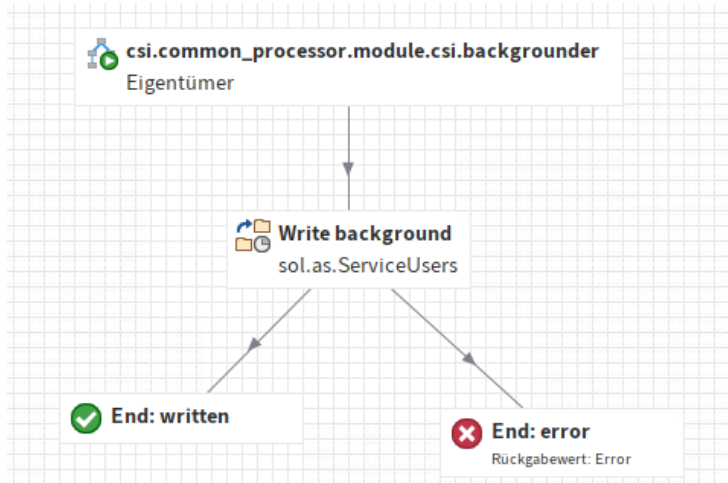 csi.common_processor.module.csi.backgrounder
Eigentümer
Write background
sol.as.ServiceUsers
End: written
End: error
Rückgabewert: Error